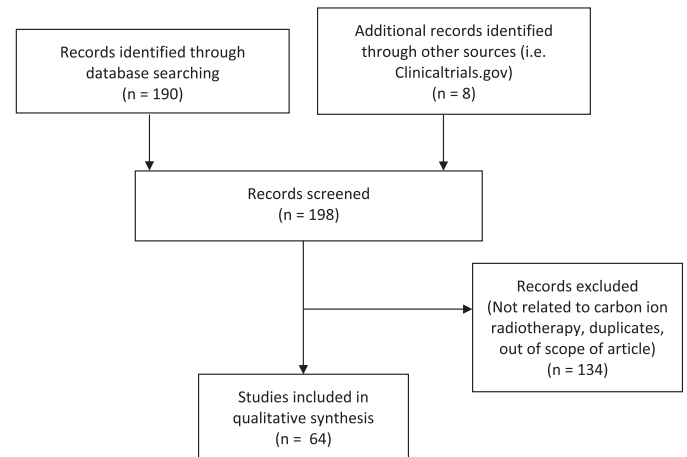 Records identified through
database searching
(n = 190)
Additional records identified
through other sources (i.e.
Clinicaltrials.gov)
(n = 8)
Records screened
(n = 198)
Records excluded
(Not related to carbon ion
radiotherapy, duplicates,
out of scope of article)
(n = 134)
Studies included in
qualitative synthesis
(n = 64)